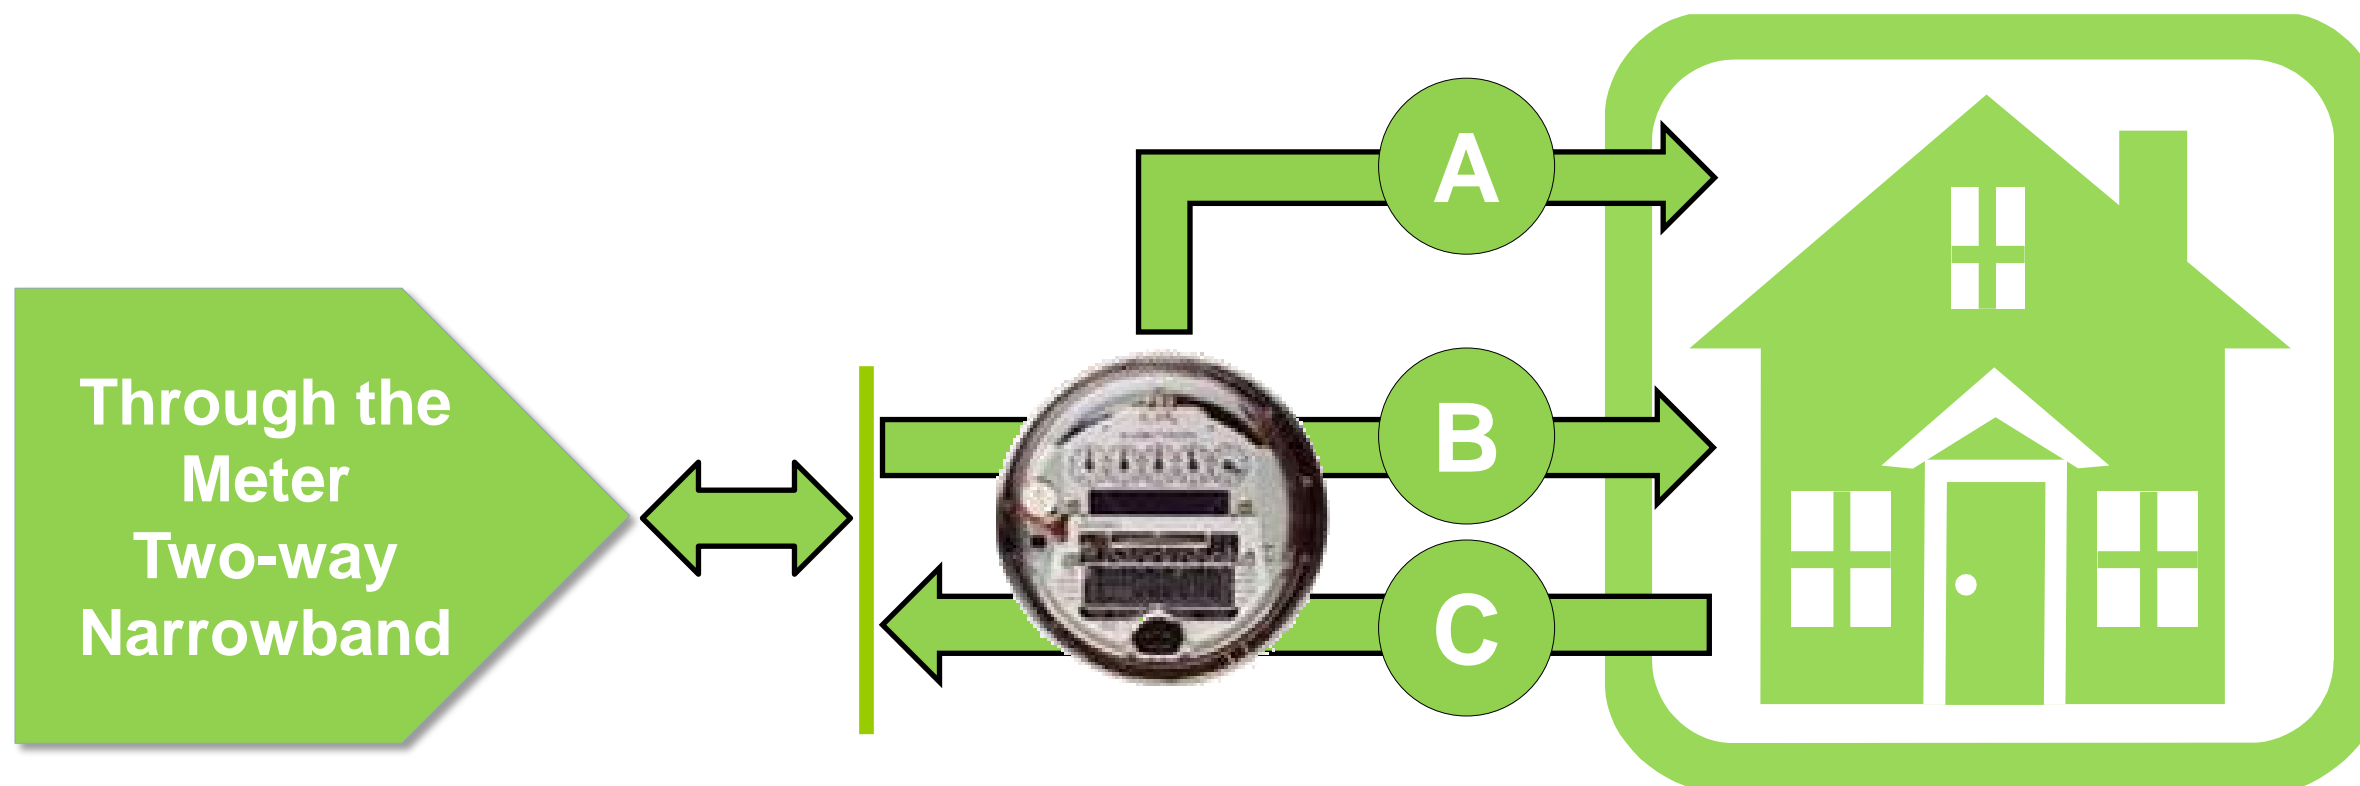 Through the
Meter
Two-way
Narrowband
A
B
C